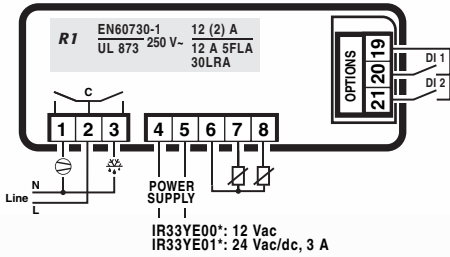 R1
EN60730-1
UL 873
250 V~
12 (2) A
12 A 5FLA
30LRA
OPTIONS
19
20
21
DI 1
DI 2
C
1 2 3 4 5 6 7 8
N
Line
L
POWER
SUPPLY
IR33YE00*: 12 Vac
IR33YE01*: 24 Vac/dc, 3 A